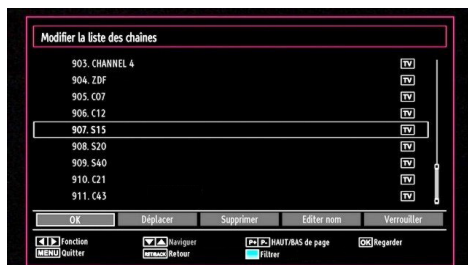 Modifier la liste des chaînes
903. CHANNEL 4 TV
904. ZDF TV
905. C07 TV
906. C12 TV
907. S15 TV
908. S20 TV
909. S40 TV
910. C21 TV
911. C43 TV
OK Déplacer Supprimer Editer nom Verrouiller
Fonction Naviguer P+ P- HAUT/BAS de page OK Regarder
MENU Quitter RET/BACK Retour Filtrer